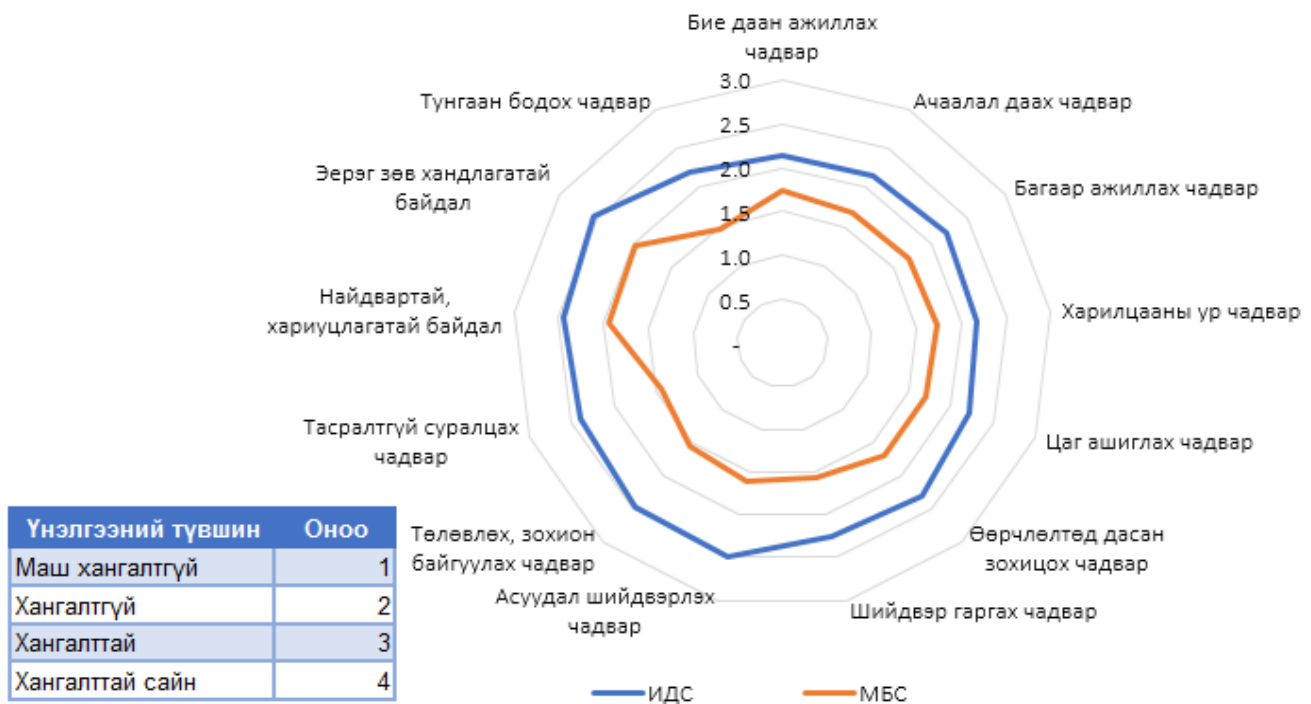 Бие даан ажиллах
чадвар
Тунгаан бодох чадвар
Ачаалал даах чадвар
Эерэг зөв хандлагатай
байдал
Багаар ажиллах чадвар
Найдвартай,
хариуцлагатай байдал
Харилцааны ур чадвар
Тасралтгүй суралцах
чадвар
Цаг ашиглах чадвар
Төлөвлөх, зохион
байгуулах чадвар
Өөрчлөлтөд дасан
зохицох чадвар
Асуудал шийдвэрлэх
чадвар
Шийдвэр гаргах чадвар
3.0
2.5
2.0
1.5
1.0
0.5
-
Үнэлгээний түвшин Оноо
Маш хангалтгүй 1
Хангалтгүй 2
Хангалттай 3
Хангалттай сайн 4
ИДС МБС